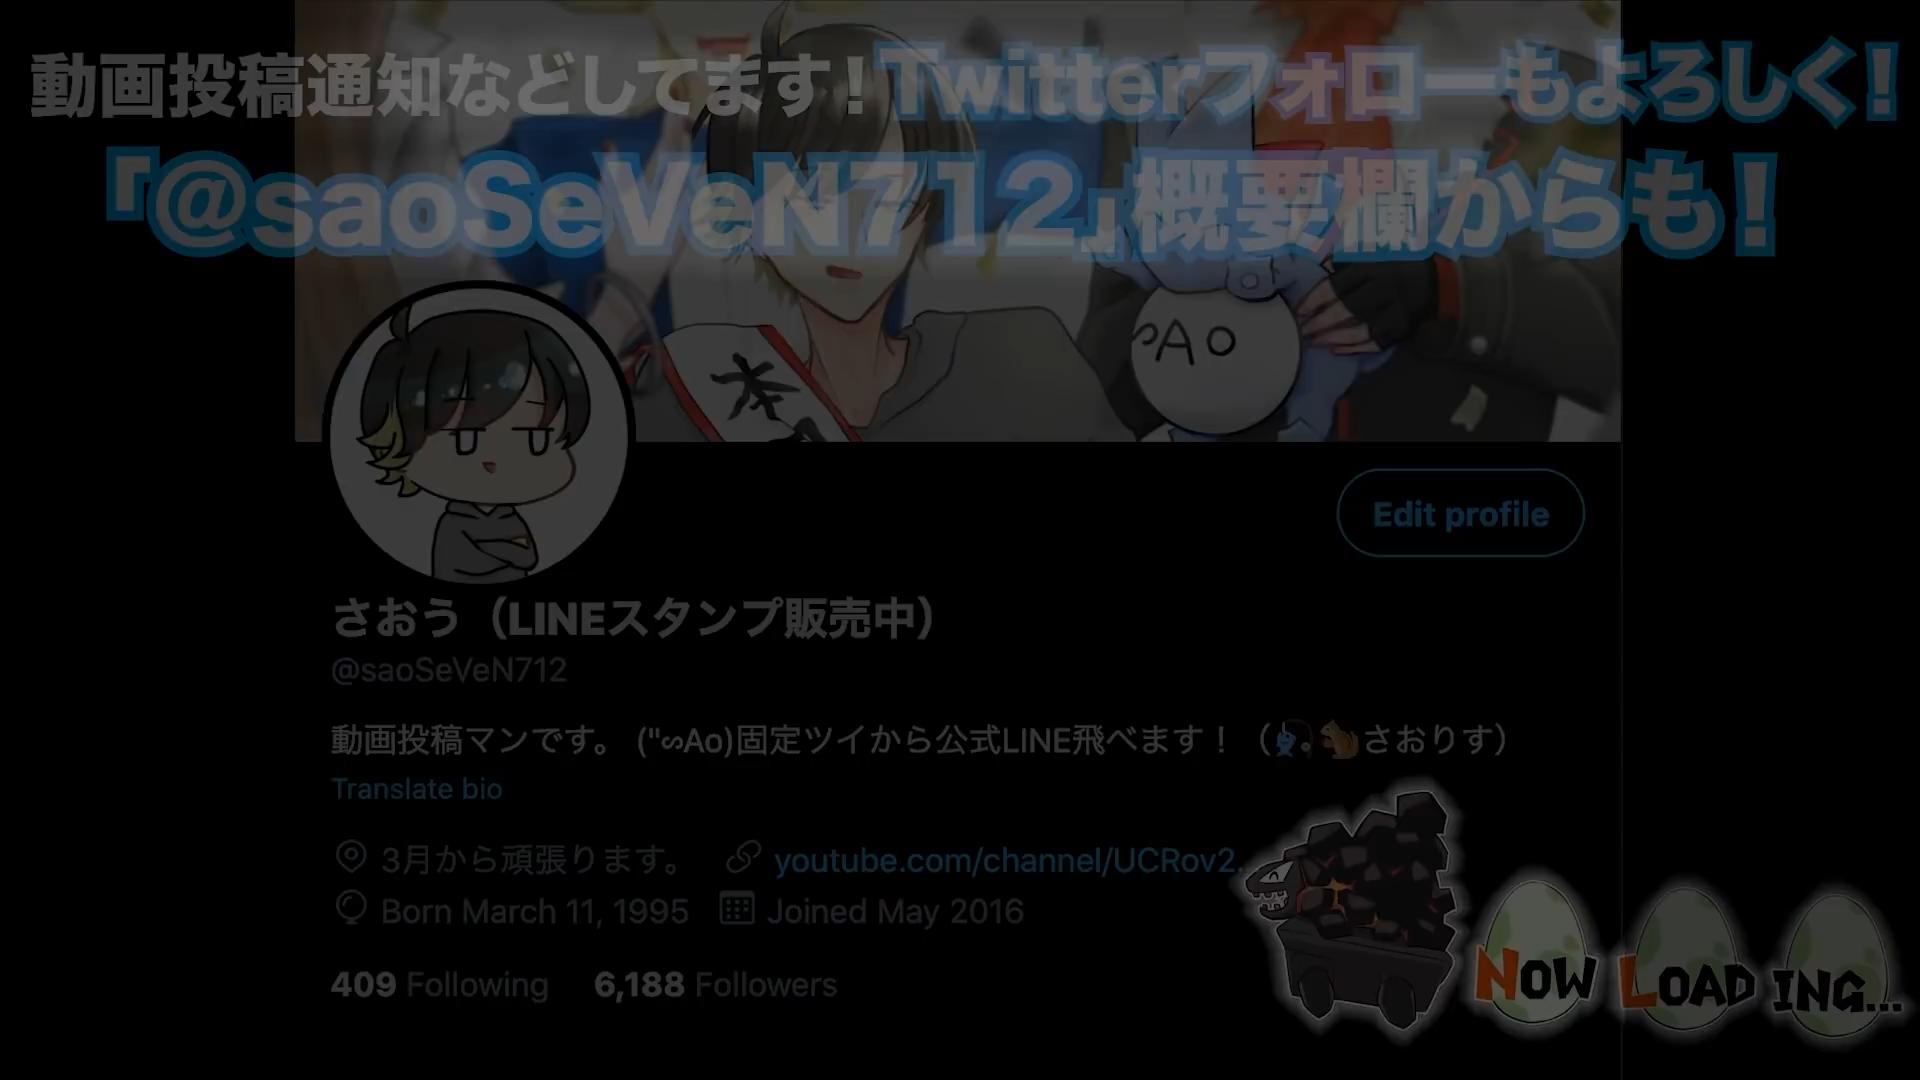 動画投稿通知などしてます！Twitterフォローもよろしく！
「@saoSeVeN712」概要欄からも！
本
sAo
Edit profile
さおう（LINEスタンプ販売中）
@saoSeVeN712
動画投稿マンです。 ("∽Ao)固定ツイから公式LINE飛べます！（🎣🐿さおりす）
Translate bio
3月から頑張ります。 youtube.com/channel/UCRov2...
Born March 11, 1995 Joined May 2016
409 Following 6,188 Followers
NOW LOADING...